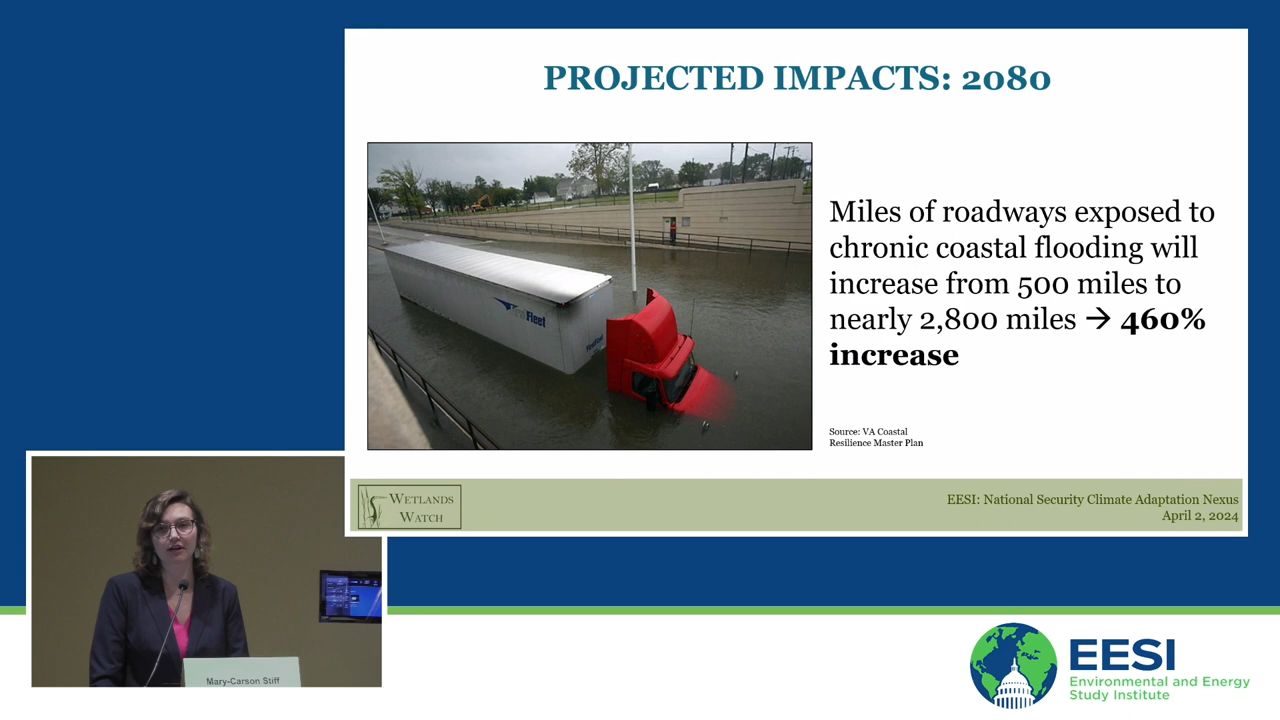 PROJECTED IMPACTS: 2080
Miles of roadways exposed to
chronic coastal flooding will
increase from 500 miles to
nearly 2,800 miles → 460%
increase
Source: VA Coastal
Resilience Master Plan
WETLANDS
WATCH
EESI: National Security Climate Adaptation Nexus
April 2, 2024
Mary-Carson Stiff
EESI
Environmental and Energy
Study Institute